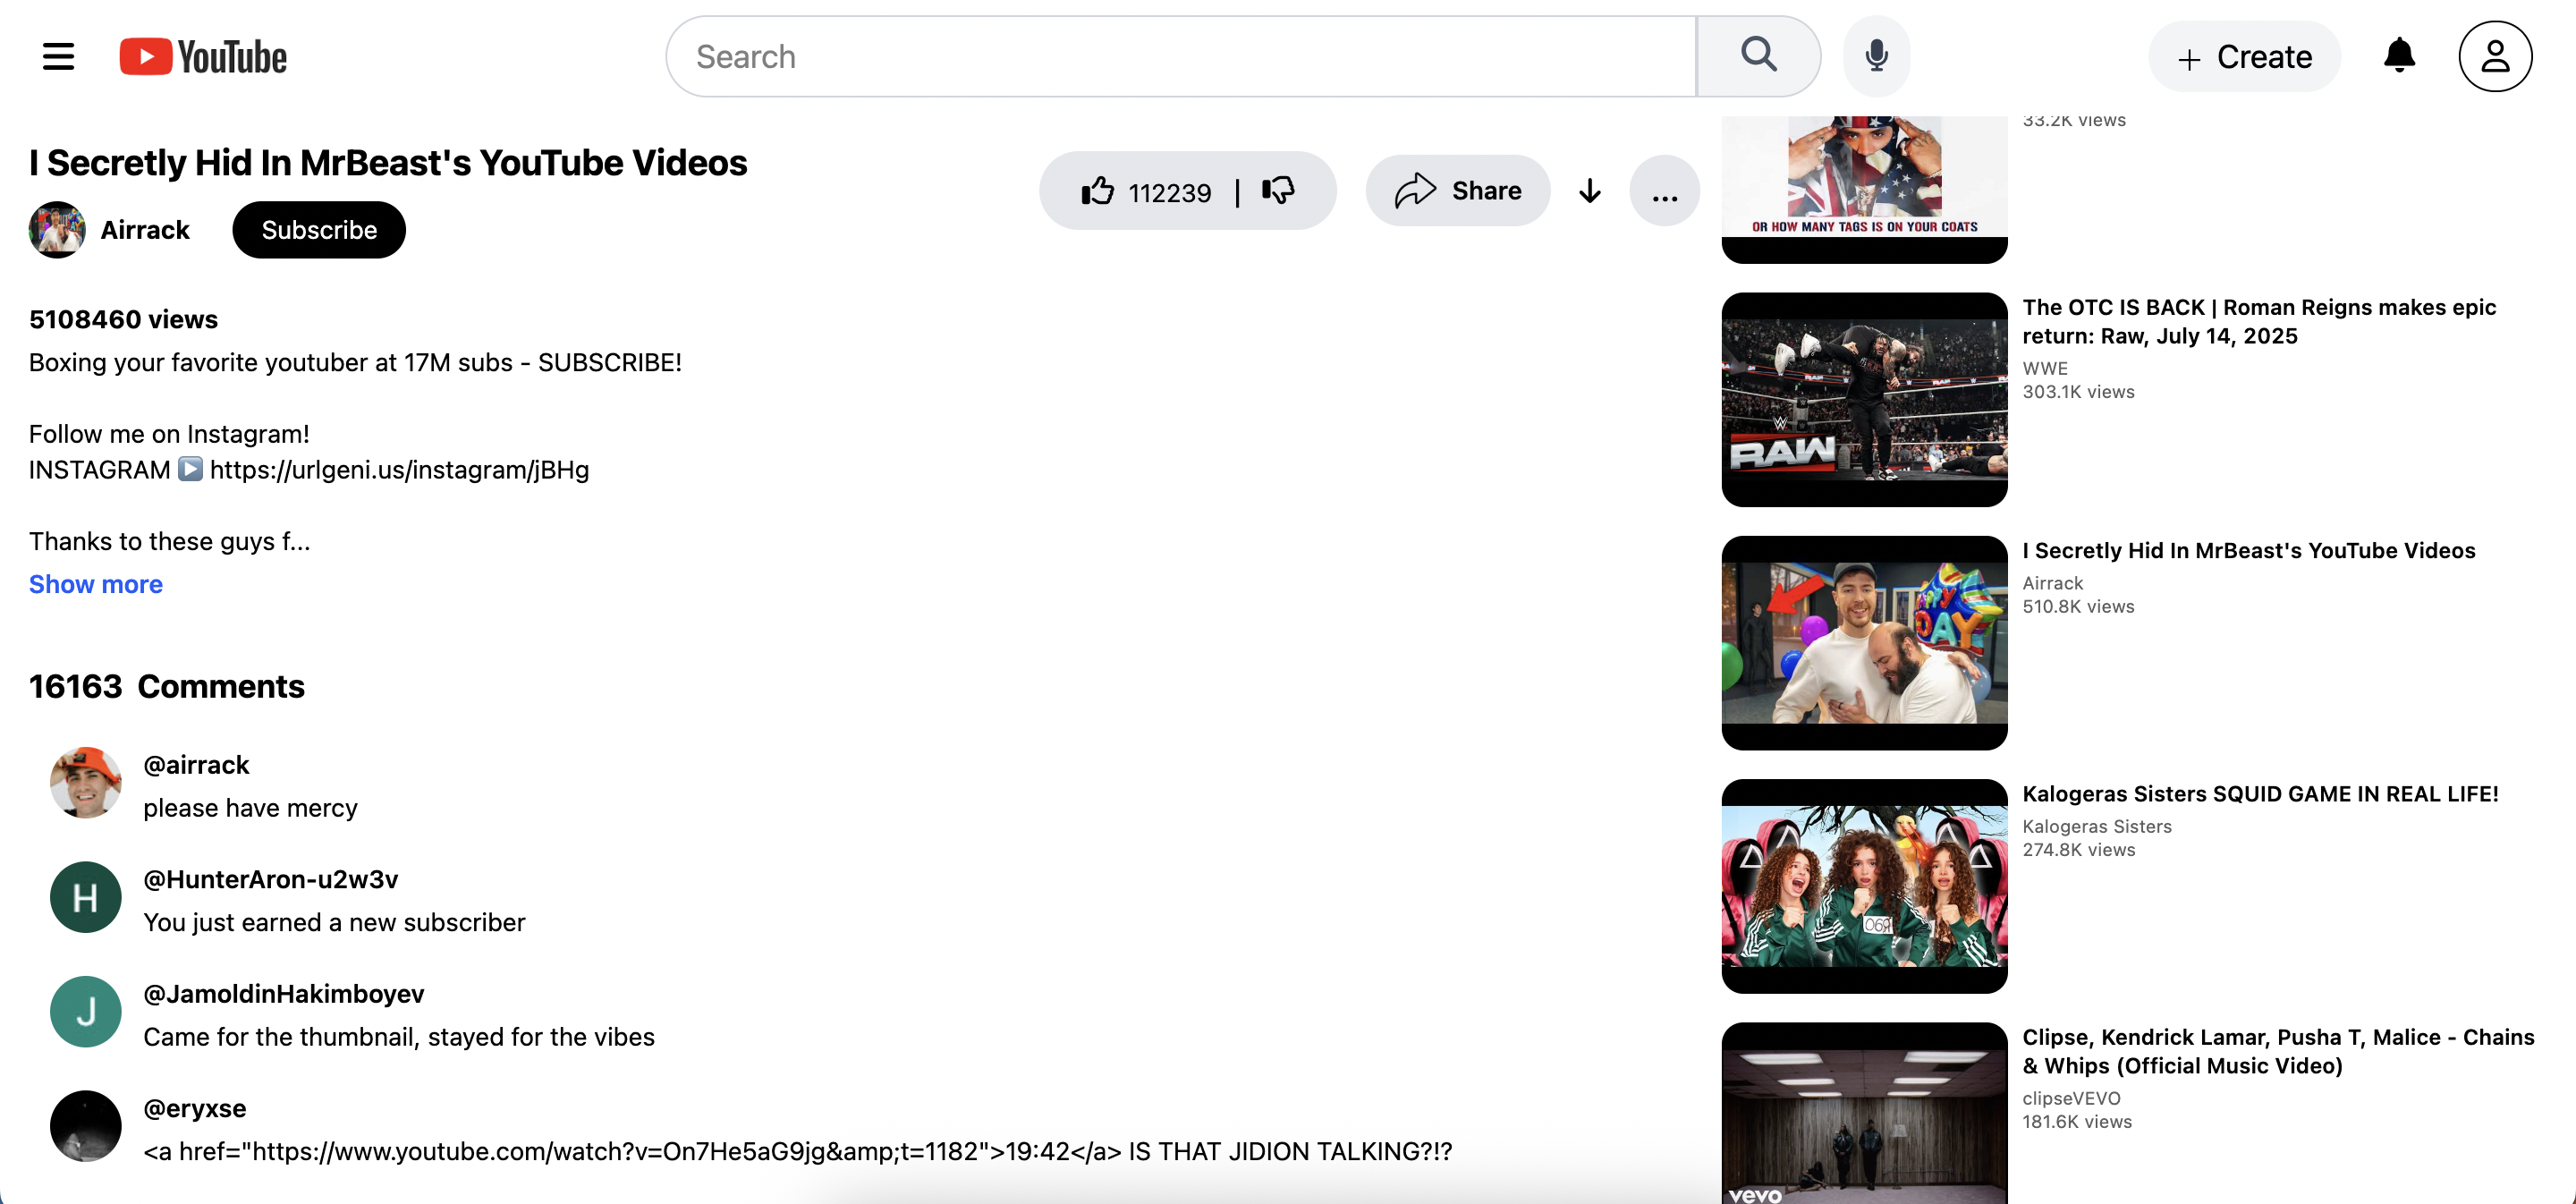 YouTube
Search
+ Create
I Secretly Hid In MrBeast's YouTube Videos
Airrack
Subscribe
112239 |
Share
...
5108460 views
Boxing your favorite youtuber at 17M subs - SUBSCRIBE!
Follow me on Instagram!
INSTAGRAM ▶️ https://urlgeni.us/instagram/jBHg
Thanks to these guys f...
Show more
16163 Comments
@airrack
please have mercy
H
@HunterAron-u2w3v
You just earned a new subscriber
J
@JamoldinHakimboyev
Came for the thumbnail, stayed for the vibes
@eryxse
<a href="https://www.youtube.com/watch?v=On7He5aG9jg&amp;t=1182">19:42</a> IS THAT JIDION TALKING?!?
33.2K views
OR HOW MANY TAGS IS ON YOUR COATS
The OTC IS BACK | Roman Reigns makes epic
return: Raw, July 14, 2025
WWE
303.1K views
RAW
I Secretly Hid In MrBeast's YouTube Videos
Airrack
510.8K views
DAY
Kalogeras Sisters SQUID GAME IN REAL LIFE!
Kalogeras Sisters
274.8K views
Clipse, Kendrick Lamar, Pusha T, Malice - Chains
& Whips (Official Music Video)
clipseVEVO
181.6K views
vevo